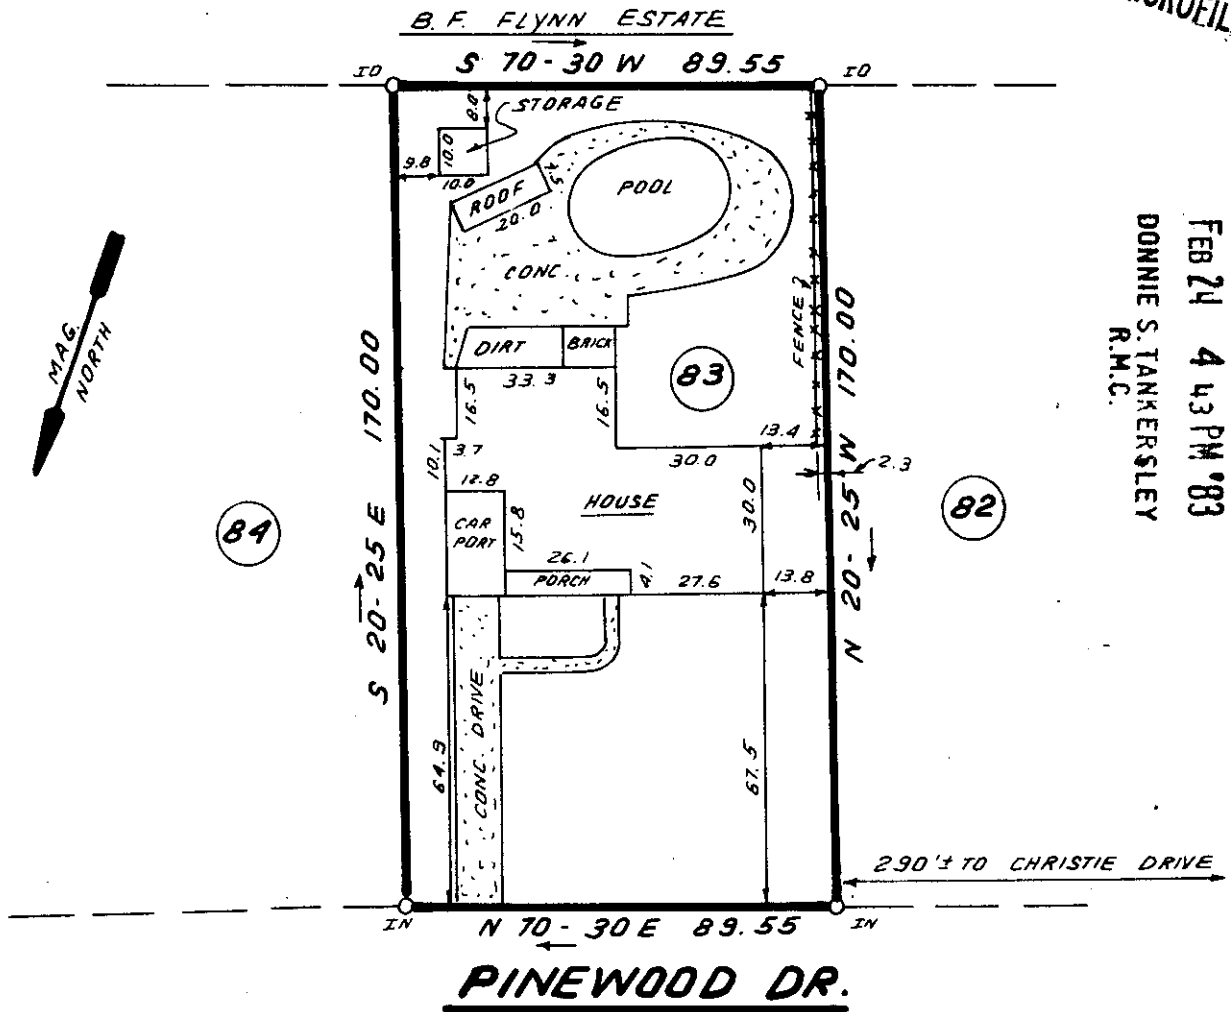 B. F. FLYNN ESTATE
S 70-30 W 89.55
IO
IO
STORAGE
8.0
10.0
9.8
10.0
ROOF
20.0
7.5
POOL
CONC.
FENCE
DIRT
BRICK
33.3
83
16.5
16.5
MAG. NORTH
S 20-25 E 170.00
N 20-25 W 170.00
13.4
30.0
2.3
10.1
3.7
12.8
CAR
PORT
15.8
HOUSE
30.0
26.1
PORCH
4.1
27.6
13.8
84
82
64.9
CONC. DRIVE
67.5
290'± TO CHRISTIE DRIVE
IN
IN
N 70-30 E 89.55
PINEWOOD DR.
FEB 24 4 43 PM '83
DONNIE S. TANKERSLEY
R.M.C.